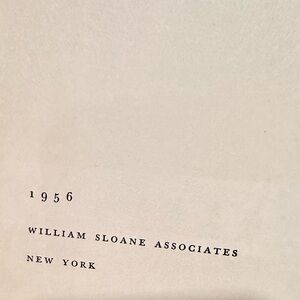 1956
WILLIAM SLOANE ASSOCIATES
NEW YORK